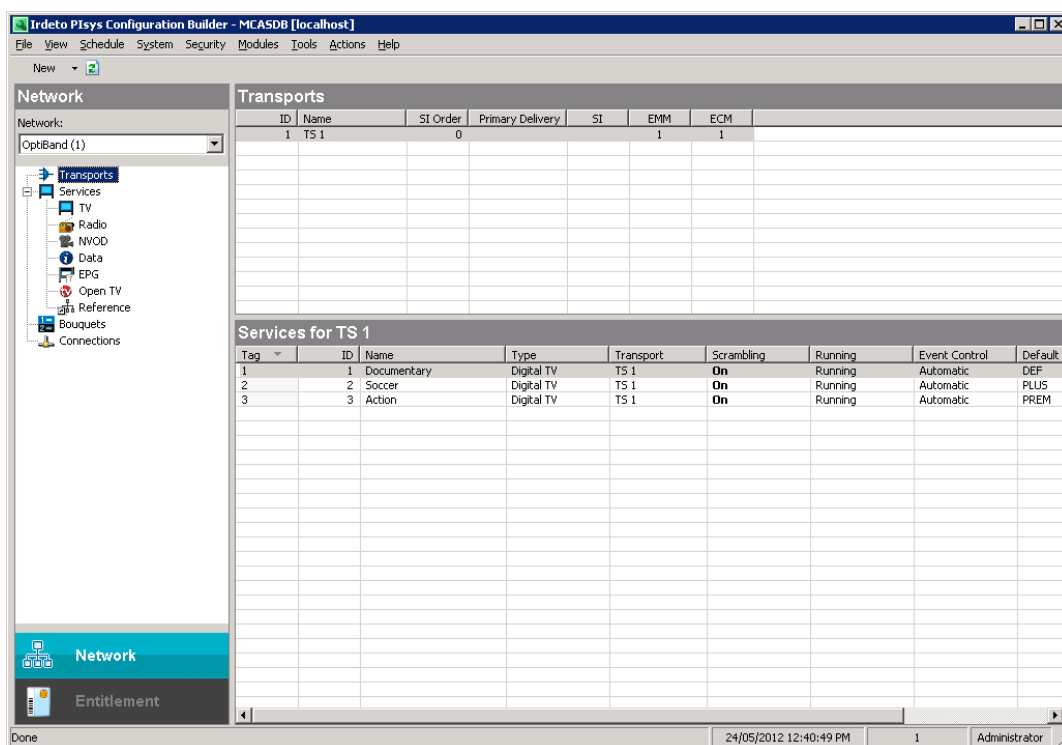 Irdeto PIsys Configuration Builder - MCASDB [localhost]
File View Schedule System Security Modules Tools Actions Help
New
Network
Network:
OptiBand (1)
Transports
Services
TV
Radio
NVOD
Data
EPG
Open TV
Reference
Bouquets
Connections
Network
Entitlement
Transports
ID Name SI Order Primary Delivery SI EMM ECM
1 TS 1 0 1 1
Services for TS 1
Tag ID Name Type Transport Scrambling Running Event Control Default
1 1 Documentary Digital TV TS 1 On Running Automatic DEF
2 2 Soccer Digital TV TS 1 On Running Automatic PLUS
3 3 Action Digital TV TS 1 On Running Automatic PREM
Done 24/05/2012 12:40:49 PM 1 Administrator